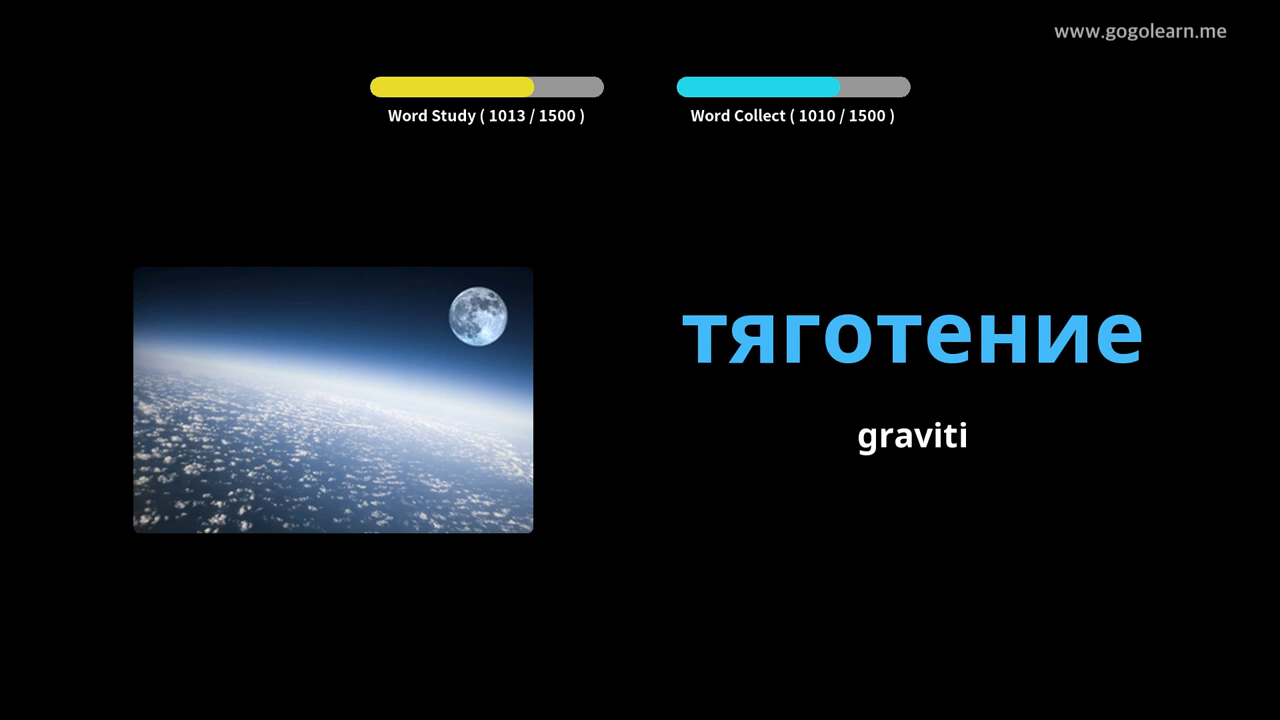 www.gogolearn.me
Word Study ( 1013 / 1500 )
Word Collect ( 1010 / 1500 )
тяготение
graviti